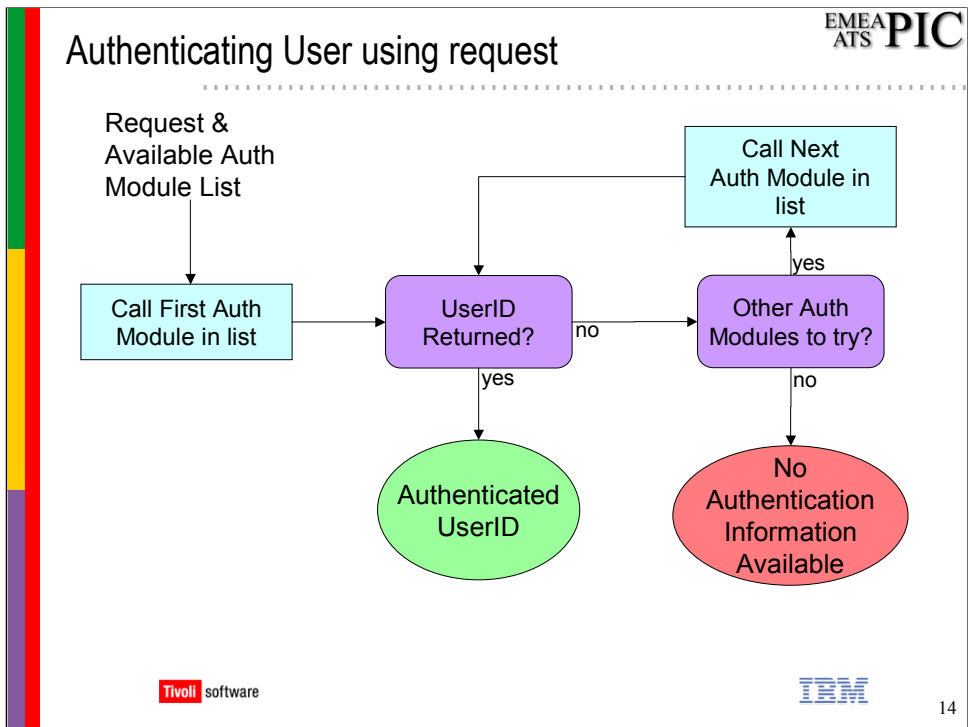 Authenticating User using request
EMEA
ATS PIC
Request &
Available Auth
Module List
Call Next
Auth Module in
list
yes
Call First Auth
Module in list
UserID
Returned?
no
Other Auth
Modules to try?
yes
no
Authenticated
UserID
No
Authentication
Information
Available
Tivoli software
IBM
14